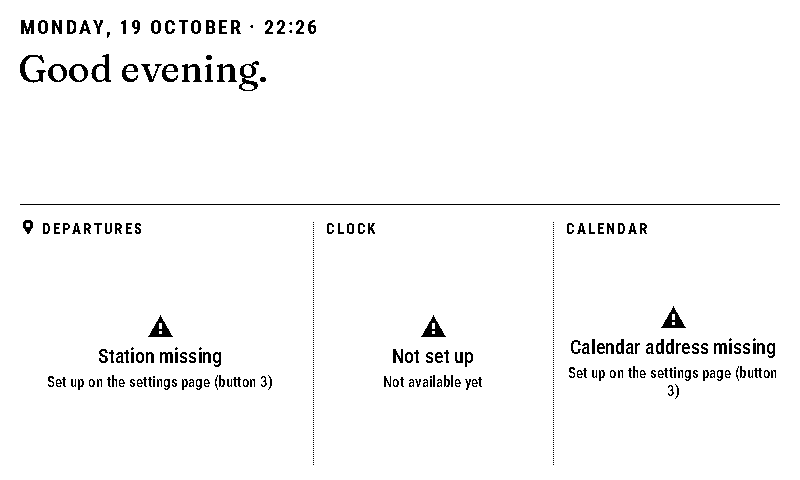 MONDAY, 19 OCTOBER · 22:26
Good evening.
DEPARTURES
Station missing
Set up on the settings page (button 3)
CLOCK
Not set up
Not available yet
CALENDAR
Calendar address missing
Set up on the settings page (button
3)